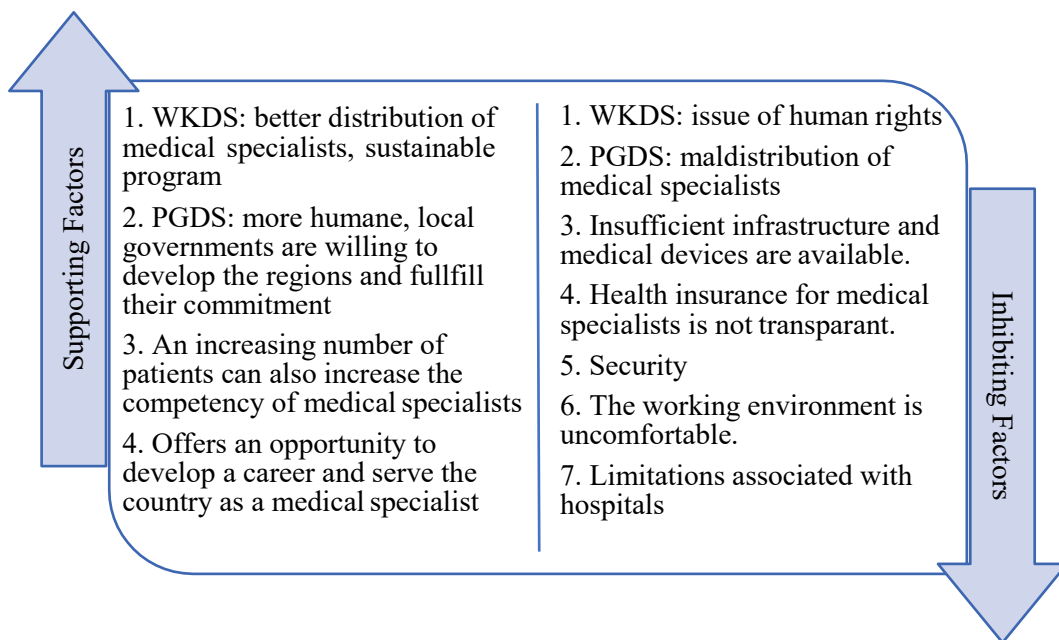 Supporting Factors
1. WKDS: better distribution of
medical specialists, sustainable
program
2. PGDS: more humane, local
governments are willing to
develop the regions and fullfill
their commitment
3. An increasing number of
patients can also increase the
competency of medical specialists
4. Offers an opportunity to
develop a career and serve the
country as a medical specialist
1. WKDS: issue of human rights
2. PGDS: maldistribution of
medical specialists
3. Insufficient infrastructure and
medical devices are available.
4. Health insurance for medical
specialists is not transparant.
5. Security
6. The working environment is
uncomfortable.
7. Limitations associated with
hospitals
Inhibiting Factors